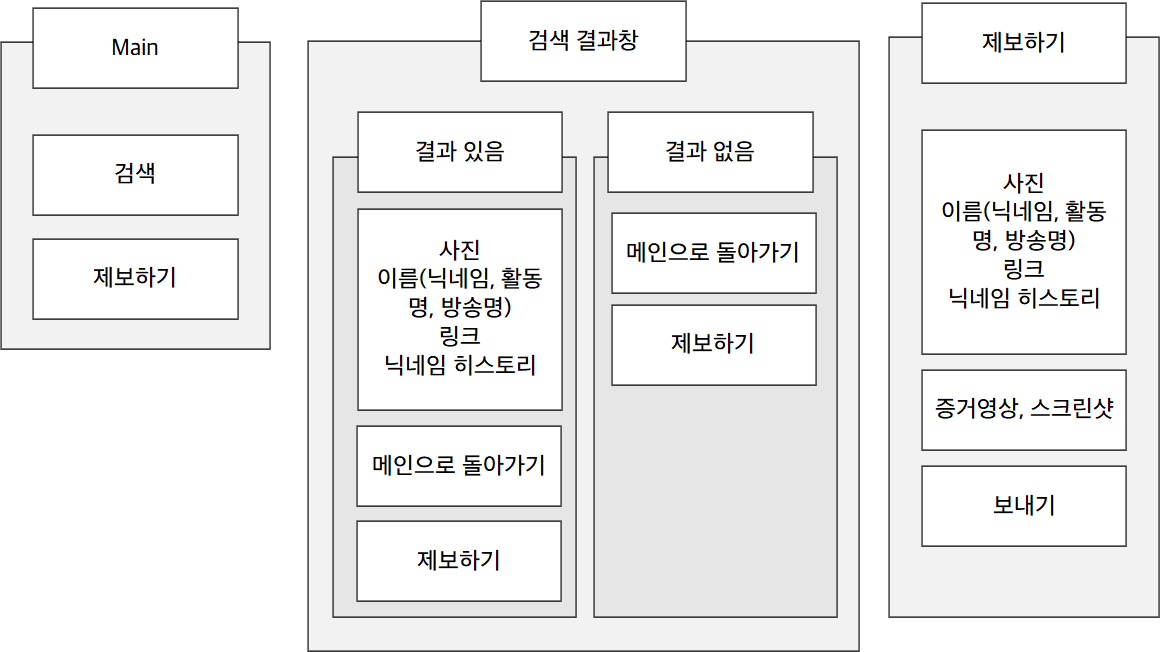 Main
검색
제보하기
검색 결과창
결과 있음
사진
이름(닉네임, 활동
명, 방송명)
링크
닉네임 히스토리
메인으로 돌아가기
제보하기
결과 없음
메인으로 돌아가기
제보하기
제보하기
사진
이름(닉네임, 활동
명, 방송명)
링크
닉네임 히스토리
증거영상, 스크린샷
보내기